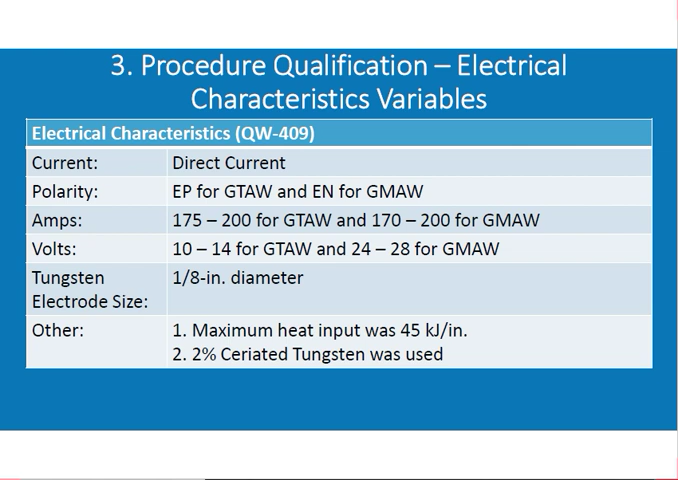 3. Procedure Qualification – Electrical
Characteristics Variables
Electrical Characteristics (QW-409)
Current: Direct Current
Polarity: EP for GTAW and EN for GMAW
Amps: 175 – 200 for GTAW and 170 – 200 for GMAW
Volts: 10 – 14 for GTAW and 24 – 28 for GMAW
Tungsten 1/8-in. diameter
Electrode Size:
Other: 1. Maximum heat input was 45 kJ/in.
2. 2% Ceriated Tungsten was used